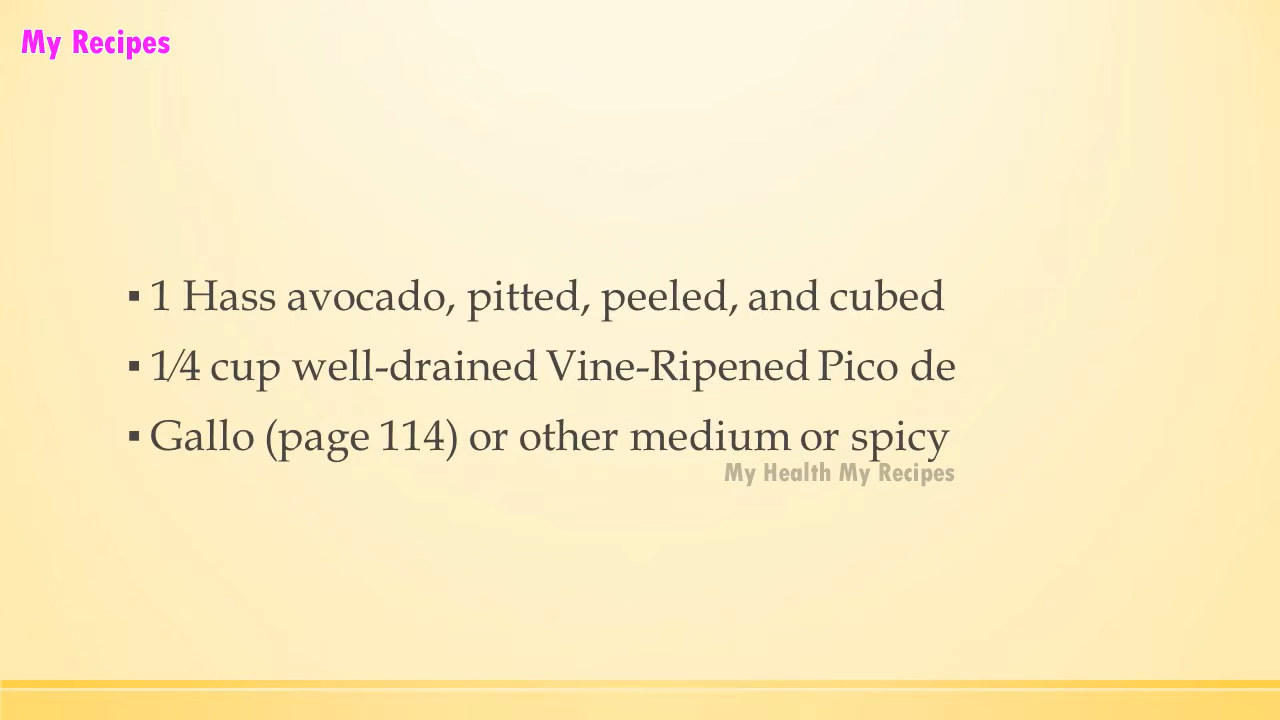 My Recipes
▪ 1 Hass avocado, pitted, peeled, and cubed
▪ 1⁄4 cup well-drained Vine-Ripened Pico de
▪ Gallo (page 114) or other medium or spicy
My Health My Recipes